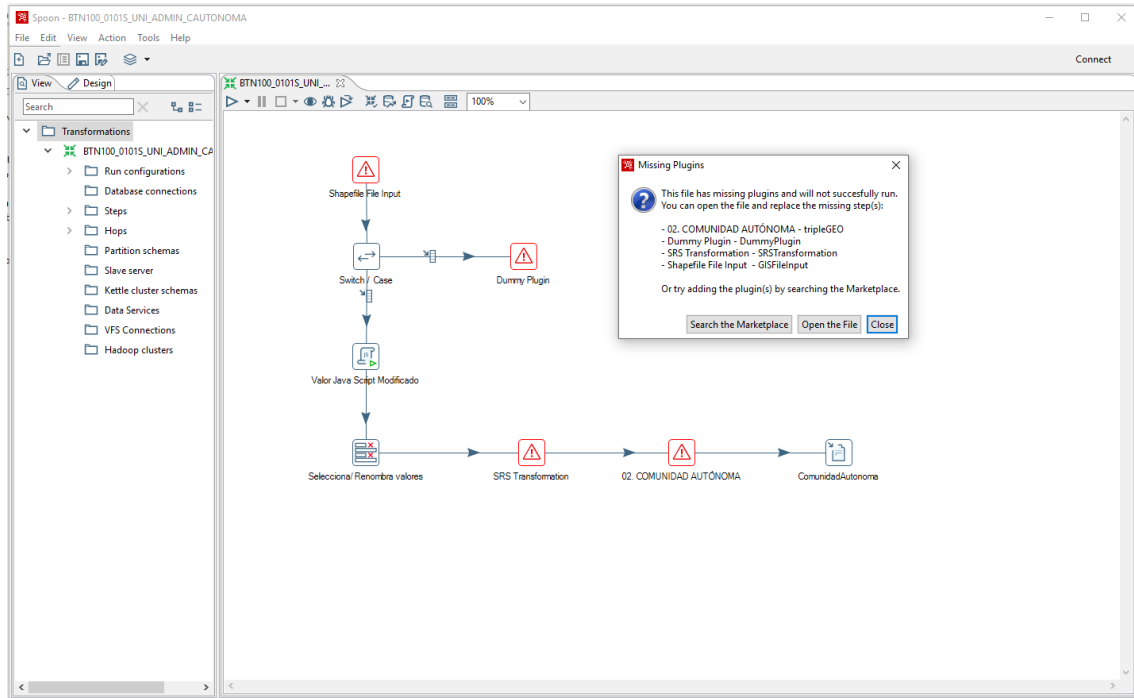 Spoon - BTN100_0101S_UNI_ADMIN_CAUTONOMA
File Edit View Action Tools Help
Connect
View Design
BTN100_0101S_UNI_...
Search
100%
Transformations
BTN100_0101S_UNI_ADMIN_CA
Run configurations
Database connections
Steps
Hops
Partition schemas
Slave server
Kettle cluster schemas
Data Services
VFS Connections
Hadoop clusters
Shapefile File Input
Switch / Case
Dummy Plugin
Valor Java Script Modificado
Selecciona/Renombra valores
SRS Transformation
02. COMUNIDAD AUTÓNOMA
ComunidadAutonoma
Missing Plugins
This file has missing plugins and will not succesfully run.
You can open the file and replace the missing step(s):
- 02. COMUNIDAD AUTÓNOMA - tripleGEO
- Dummy Plugin - DummyPlugin
- SRS Transformation - SRSTransformation
- Shapefile File Input - GISFileInput
Or try adding the plugin(s) by searching the Marketplace.
Search the Marketplace Open the File Close